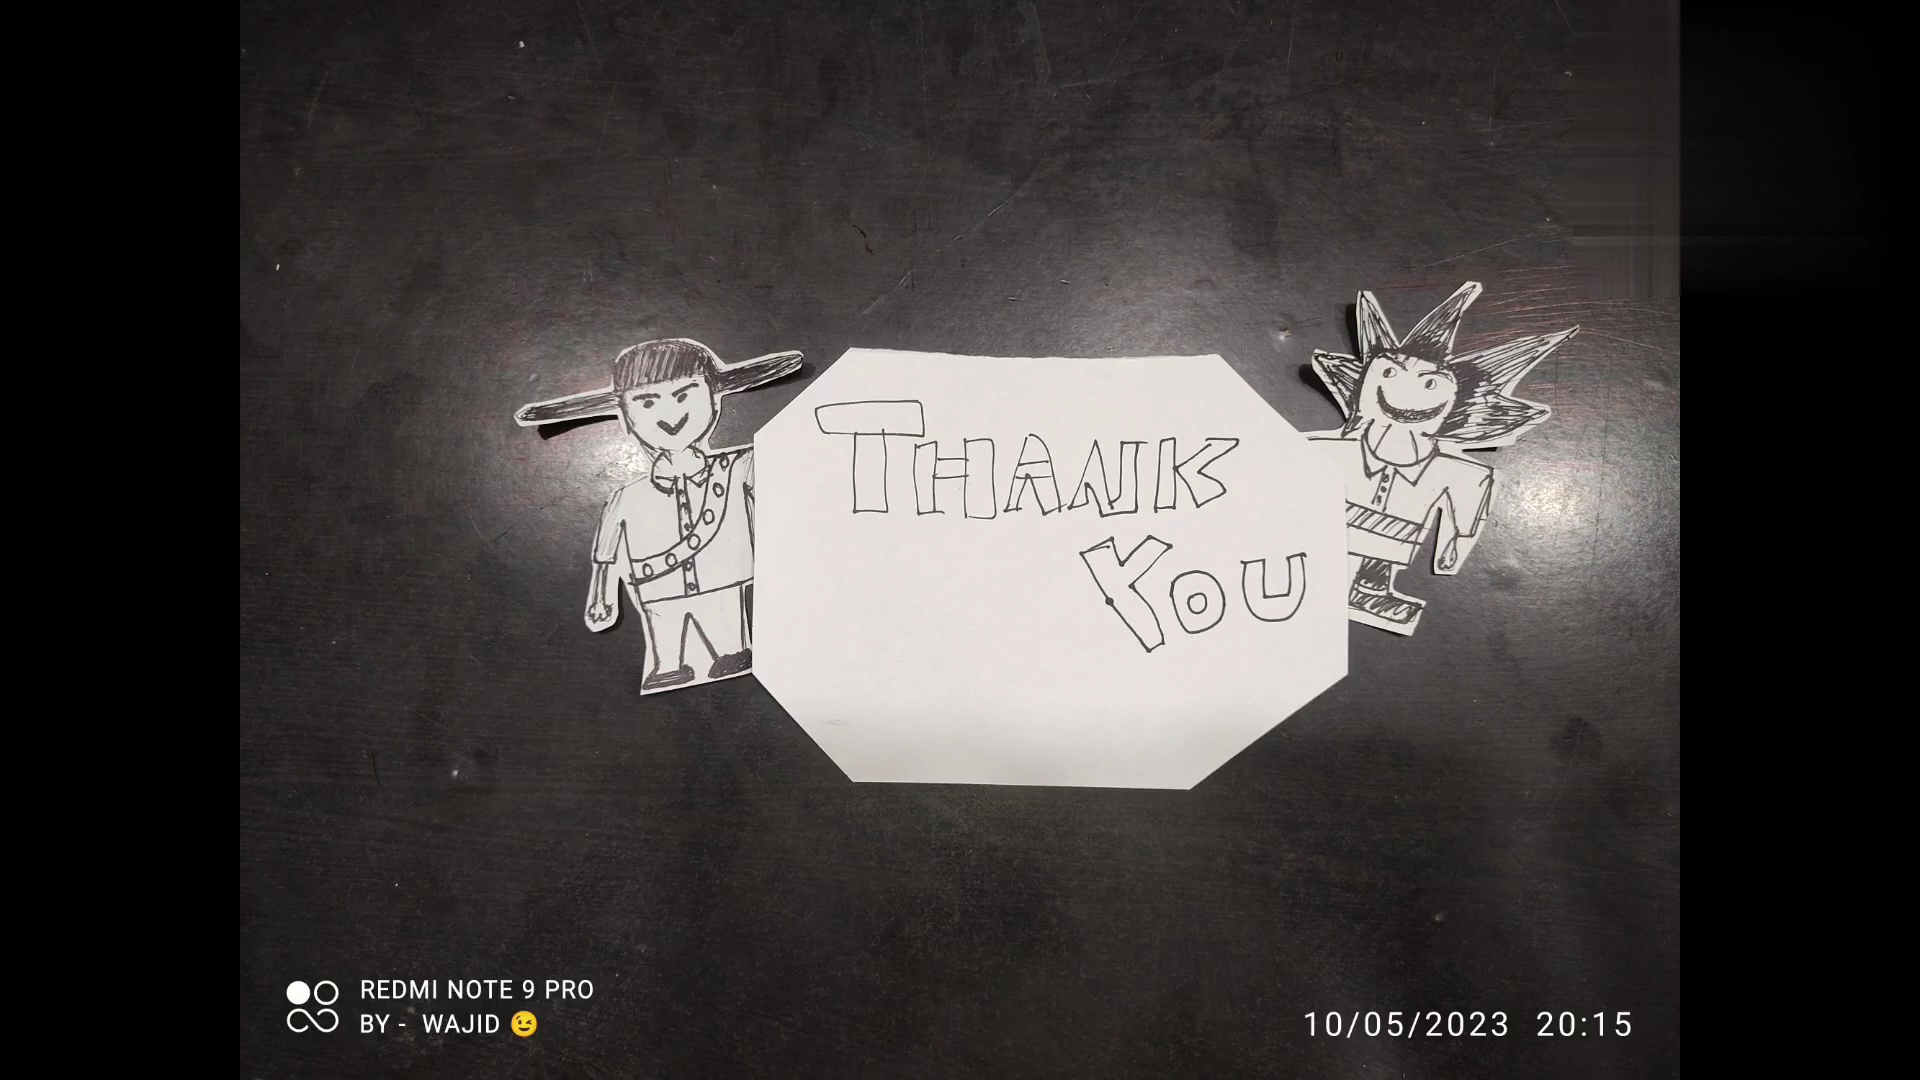 THANK
YOU
REDMI NOTE 9 PRO
BY - WAJID 😉
10/05/2023 20:15